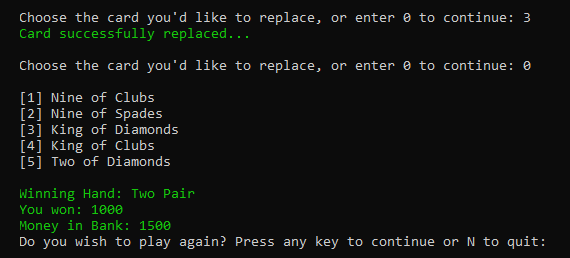 Choose the card you'd like to replace, or enter 0 to continue: 3
Card successfully replaced...
Choose the card you'd like to replace, or enter 0 to continue: 0
[1] Nine of Clubs
[2] Nine of Spades
[3] King of Diamonds
[4] King of Clubs
[5] Two of Diamonds
Winning Hand: Two Pair
You won: 1000
Money in Bank: 1500
Do you wish to play again? Press any key to continue or N to quit: